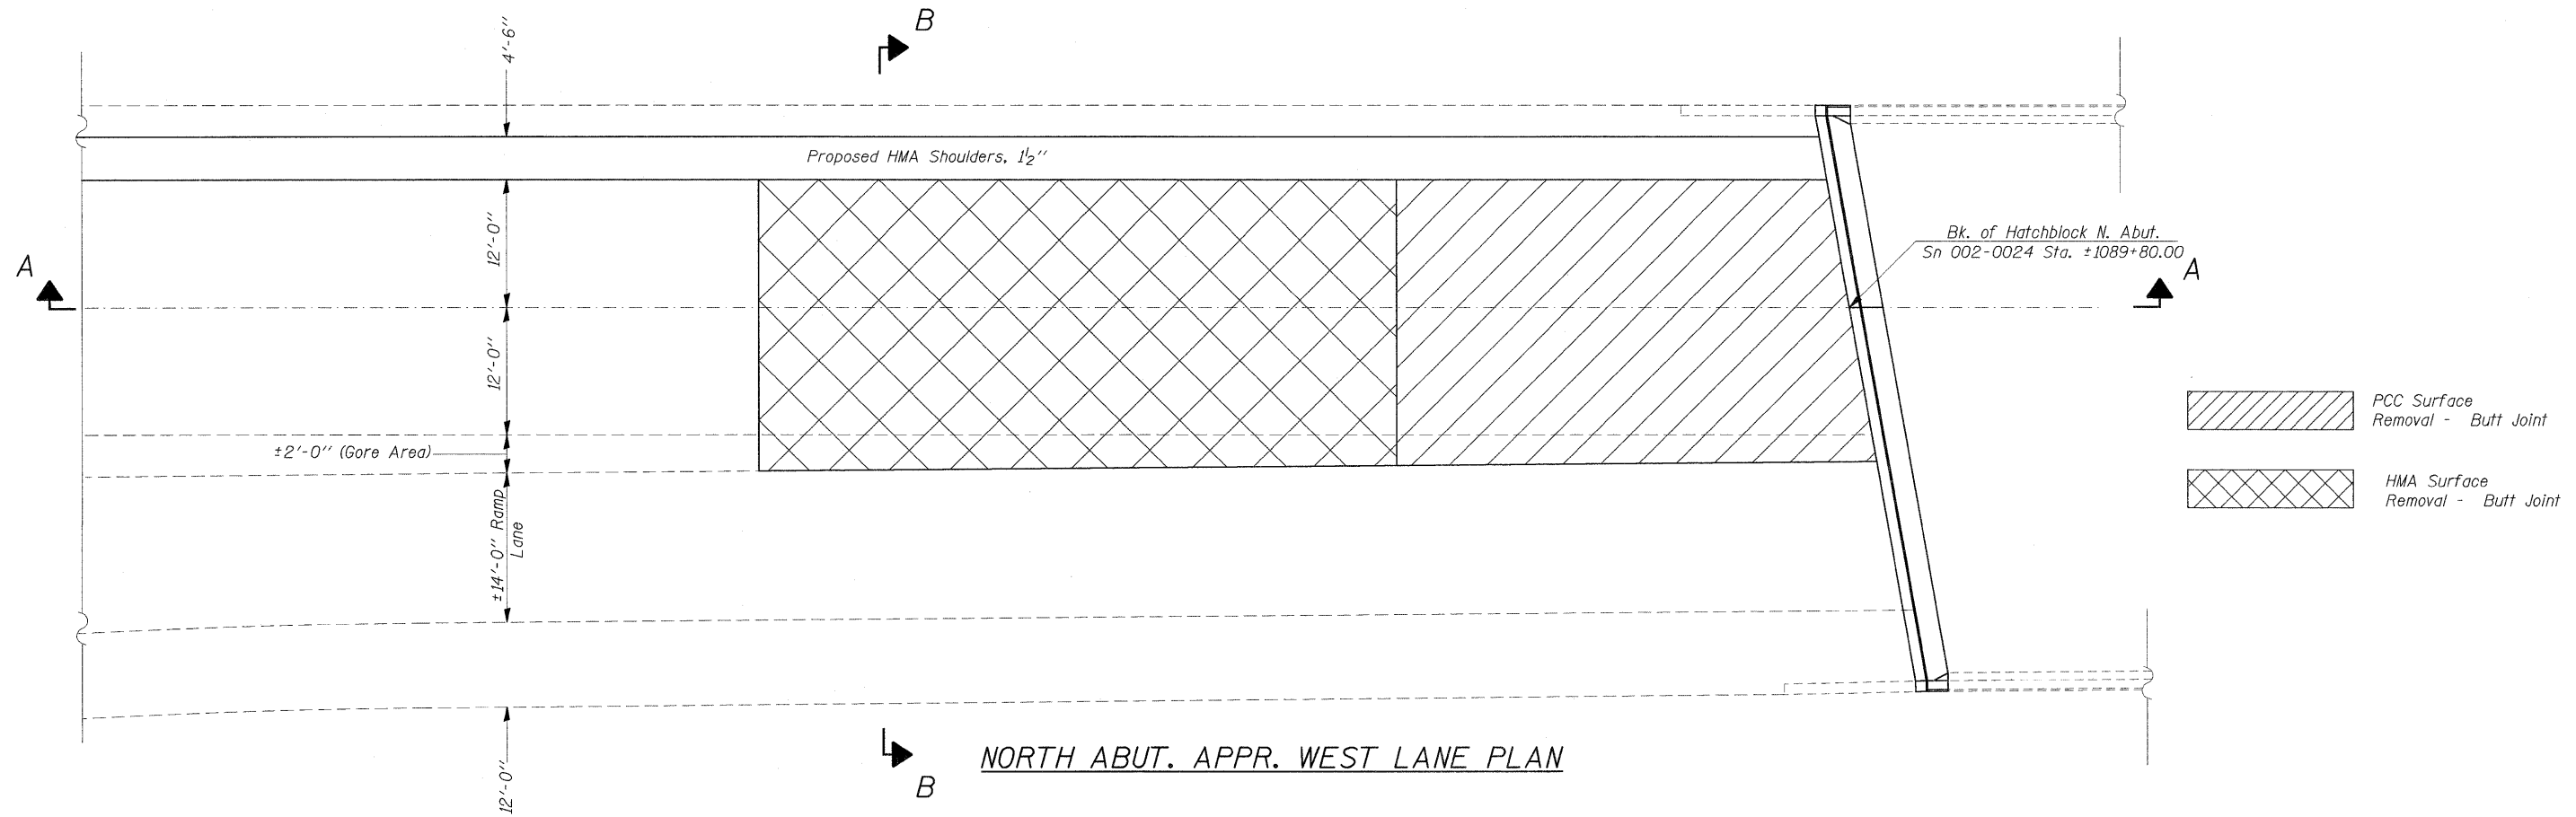 B
4'-6"
Proposed HMA Shoulders, 1 1/2"
12'-0"
Bk. of Hatchblock N. Abut.
Sn 002-0024 Sta. ±1089+80.00
A
A
12'-0"
PCC Surface
Removal - Butt Joint
±2'-0" (Gore Area)
HMA Surface
Removal - Butt Joint
±14'-0" Ramp
Lane
NORTH ABUT. APPR. WEST LANE PLAN
12'-0"
B